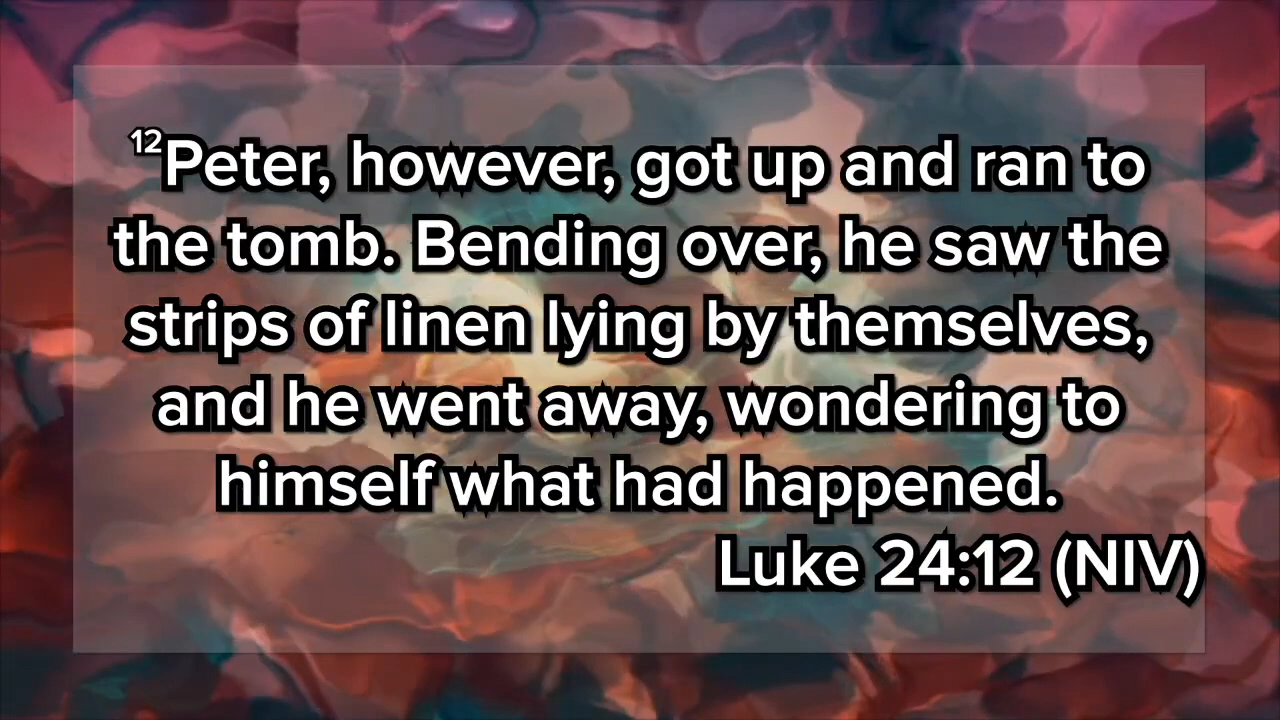 12Peter, however, got up and ran to
the tomb. Bending over, he saw the
strips of linen lying by themselves,
and he went away, wondering to
himself what had happened.
Luke 24:12 (NIV)